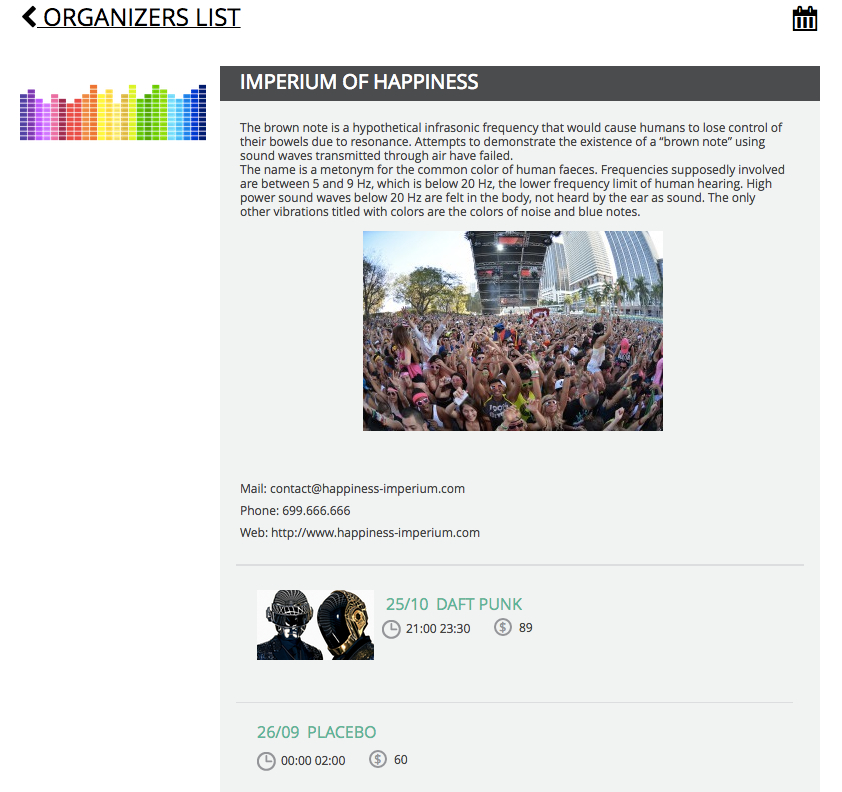 ORGANIZERS LIST
IMPERIUM OF HAPPINESS
The brown note is a hypothetical infrasonic frequency that would cause humans to lose control of
their bowels due to resonance. Attempts to demonstrate the existence of a “brown note” using
sound waves transmitted through air have failed.
The name is a metonym for the common color of human faeces. Frequencies supposedly involved
are between 5 and 9 Hz, which is below 20 Hz, the lower frequency limit of human hearing. High
power sound waves below 20 Hz are felt in the body, not heard by the ear as sound. The only
other vibrations titled with colors are the colors of noise and blue notes.
Mail: contact@happiness-imperium.com
Phone: 699.666.666
Web: http://www.happiness-imperium.com
25/10 DAFT PUNK
21:00 23:30 $ 89
26/09 PLACEBO
00:00 02:00 $ 60